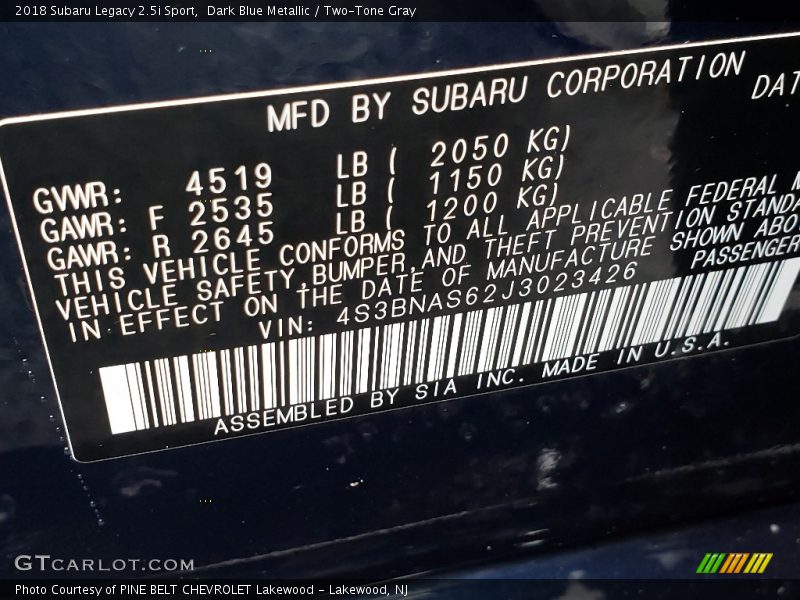 2018 Subaru Legacy 2.5i Sport,  Dark Blue Metallic / Two-Tone Gray
MFD BY SUBARU CORPORATION
GVWR: 4519 LB ( 2050 KG)
GAWR: F 2535 LB ( 1150 KG)
GAWR: R 2645 LB ( 1200 KG)
THIS VEHICLE CONFORMS TO ALL APPLICABLE FEDERAL
VEHICLE SAFETY,BUMPER,AND THEFT PREVENTION
IN EFFECT ON THE DATE OF MANUFACTURE SHOWN
VIN: 4S3BNAS62J3023426 PASSENGER
ASSEMBLED BY SIA INC. MADE IN U.S.A.
GTCARLOT.COM
Photo Courtesy of PINE BELT CHEVROLET Lakewood - Lakewood, NJ